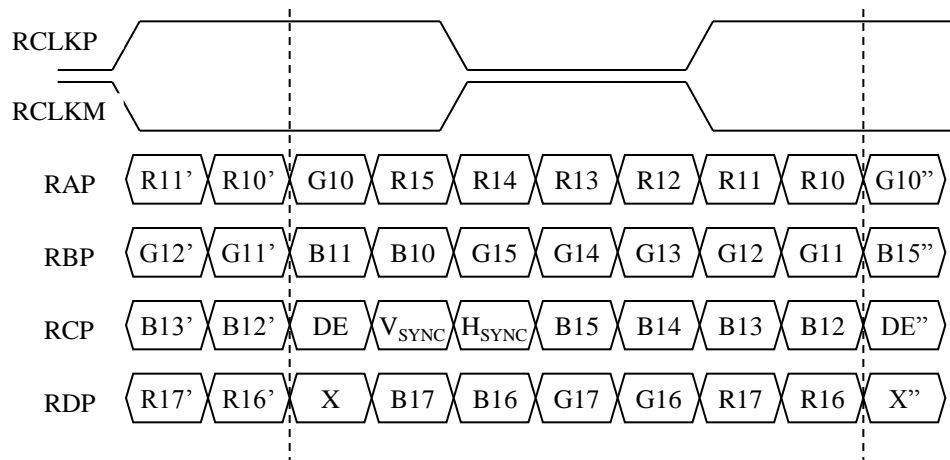 RCLKP
RCLKM
RAP R11’ R10’ G10 R15 R14 R13 R12 R11 R10 G10”
RBP G12’ G11’ B11 B10 G15 G14 G13 G12 G11 B15”
RCP B13’ B12’ DE VSYNC HSYNC B15 B14 B13 B12 DE”
RDP R17’ R16’ X B17 B16 G17 G16 R17 R16 X”